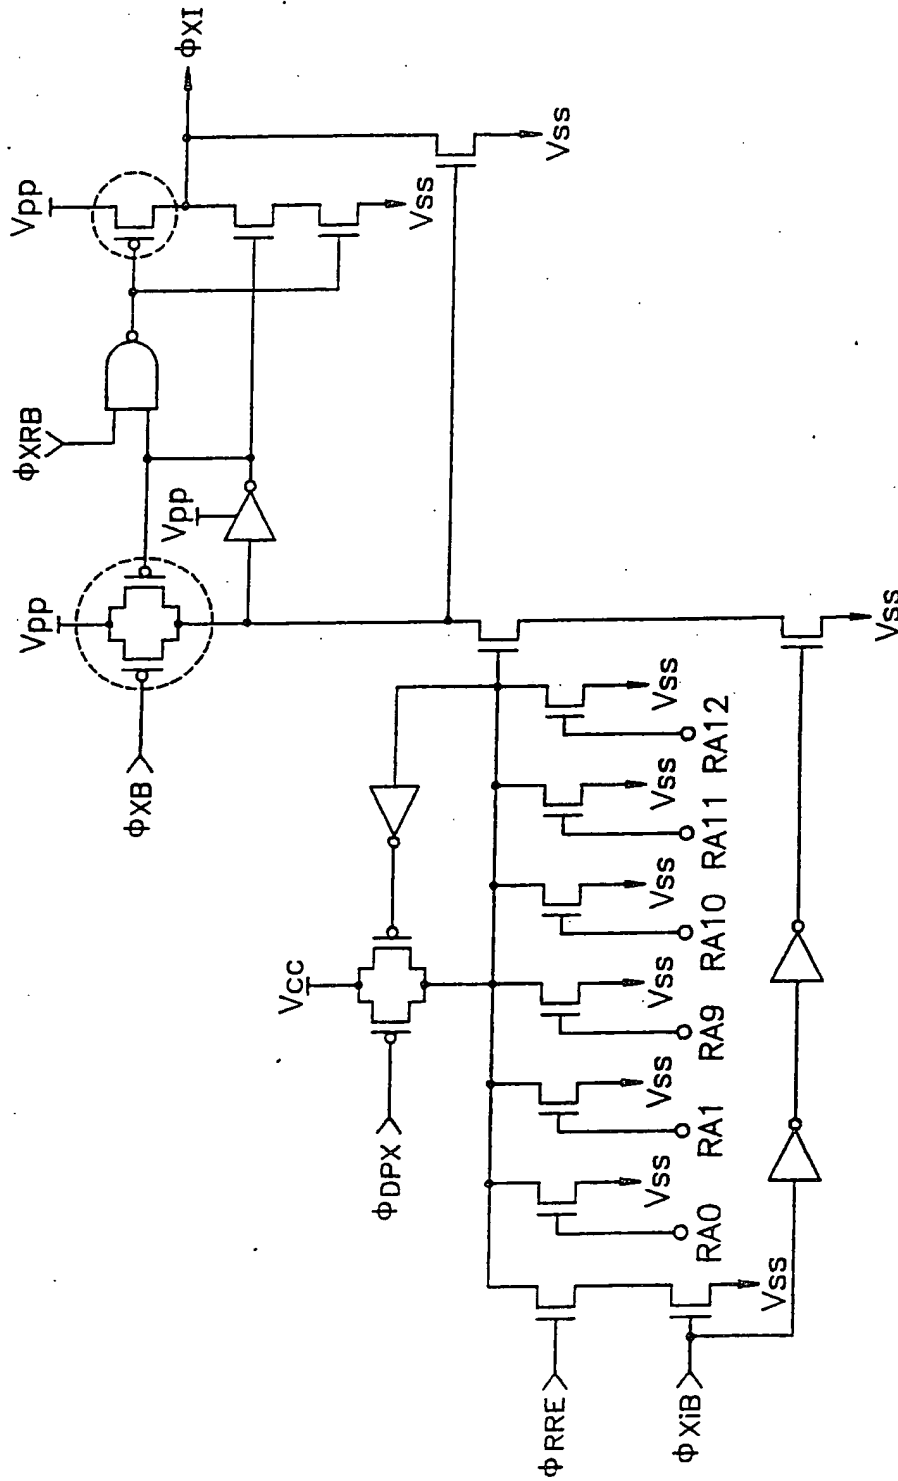 Vpp
ΦXI
ΦXRB
Vss
Vss
Vpp
Vpp
ΦXB
Vcc
ΦDPX
Vss
RA0
Vss
RA1
Vss
RA9
Vss
RA10
Vss
RA11
Vss
RA12
Vss
ΦRRE
ΦXiB
Vss